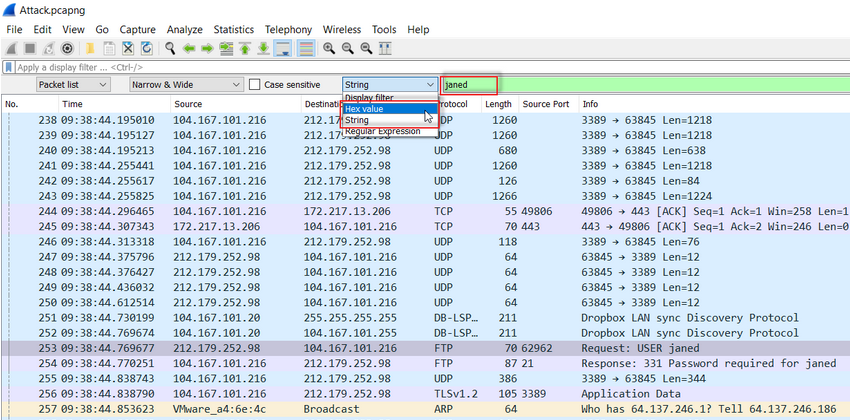 Attack.pcapng
File Edit View Go Capture Analyze Statistics Telephony Wireless Tools Help
Apply a display filter ... <Ctrl-/>
Packet list Narrow & Wide Case sensitive String janed
Display filter
Hex value
String
Regular Expression
No. Time Source Destinati Protocol Length Source Port Info
238 09:38:44.195010 104.167.101.216 212.179.252.98 UDP 1260 3389 → 63845 Len=1218
239 09:38:44.195127 104.167.101.216 212.179.252.98 UDP 1260 3389 → 63845 Len=1218
240 09:38:44.195213 104.167.101.216 212.179.252.98 UDP 680 3389 → 63845 Len=638
241 09:38:44.255441 104.167.101.216 212.179.252.98 UDP 1260 3389 → 63845 Len=1218
242 09:38:44.255617 104.167.101.216 212.179.252.98 UDP 126 3389 → 63845 Len=84
243 09:38:44.255825 104.167.101.216 212.179.252.98 UDP 1266 3389 → 63845 Len=1224
244 09:38:44.296465 104.167.101.216 172.217.13.206 TCP 55 49806 49806 → 443 [ACK] Seq=1 Ack=1 Win=258 Len=1
245 09:38:44.307343 172.217.13.206 104.167.101.216 TCP 70 443 443 → 49806 [ACK] Seq=1 Ack=2 Win=246 Len=0
246 09:38:44.313318 104.167.101.216 212.179.252.98 UDP 118 3389 → 63845 Len=76
247 09:38:44.375796 212.179.252.98 104.167.101.216 UDP 64 63845 → 3389 Len=12
248 09:38:44.376427 212.179.252.98 104.167.101.216 UDP 64 63845 → 3389 Len=12
249 09:38:44.436032 212.179.252.98 104.167.101.216 UDP 64 63845 → 3389 Len=12
250 09:38:44.612514 212.179.252.98 104.167.101.216 UDP 64 63845 → 3389 Len=12
251 09:38:44.730199 104.167.101.20 255.255.255.255 DB-LSP… 211 Dropbox LAN sync Discovery Protocol
252 09:38:44.769674 104.167.101.20 104.167.101.216 DB-LSP… 211 Dropbox LAN sync Discovery Protocol
253 09:38:44.769677 212.179.252.98 104.167.101.216 FTP 70 62962 Request: USER janed
254 09:38:44.770251 104.167.101.216 212.179.252.98 FTP 87 21 Response: 331 Password required for janed
255 09:38:44.838743 104.167.101.216 212.179.252.98 UDP 386 3389 → 63845 Len=344
256 09:38:44.838790 104.167.101.216 212.179.252.98 TLSv1.2 105 3389 Application Data
257 09:38:44.853623 VMware_a4:6e:4c Broadcast ARP 64 Who has 64.137.246.1? Tell 64.137.246.186